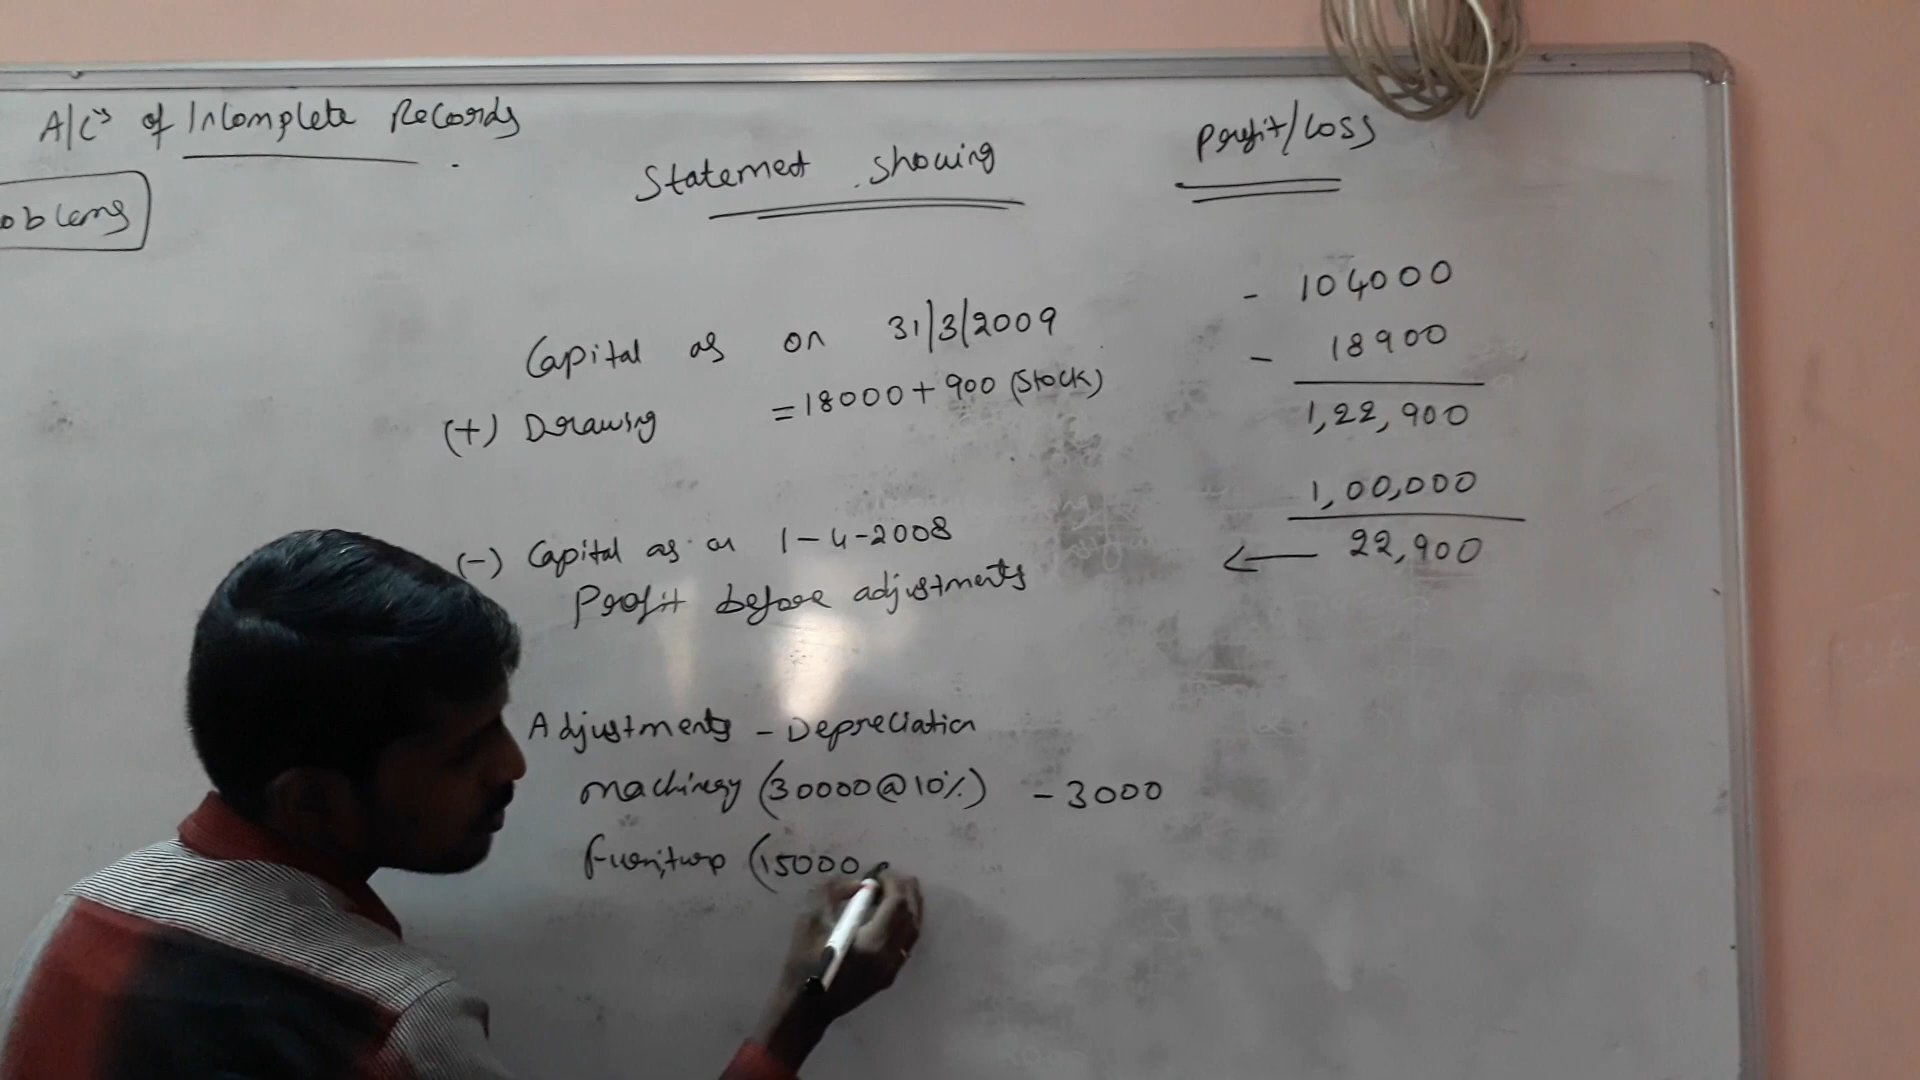 A/c's of Incomplete Records
oblems
Statement showing Profit/Loss
Capital as on 31/3/2009 - 104000
(+) Drawing = 18000 + 900 (Stock) - 18900
1,22,900
(-) Capital as on 1-4-2008 1,00,000
Profit before adjustments ← 22,900
Adjustments - Depreciation
machinery (30000@10%) - 3000
furniture (15000